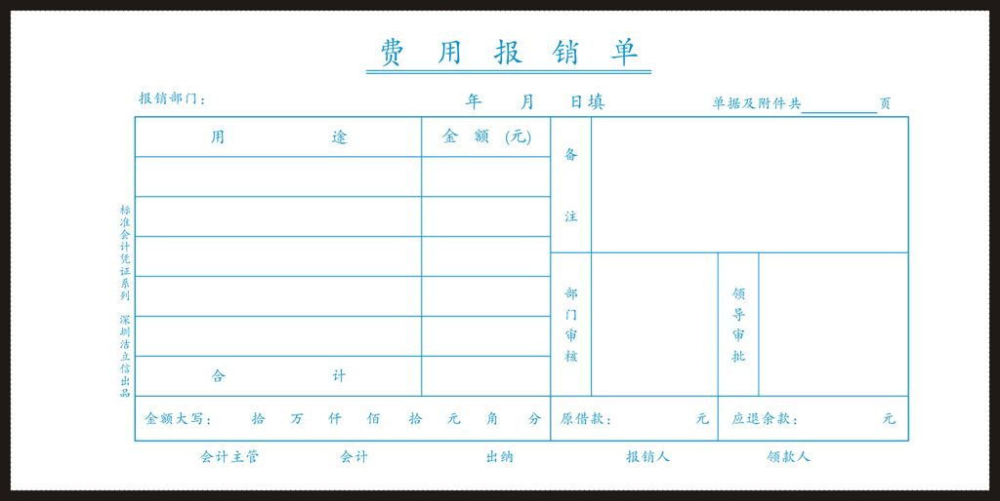 费用报销单
报销部门：
年 月 日填
单据及附件共 页
用途
金额 (元)
备注
部门审核
领导审批
合计
金额大写： 拾 万 仟 佰 拾 元 角 分
原借款： 元
应退余款： 元
会计主管 会计 出纳 报销人 领款人
标准会计凭证系列 深圳洁立信出品